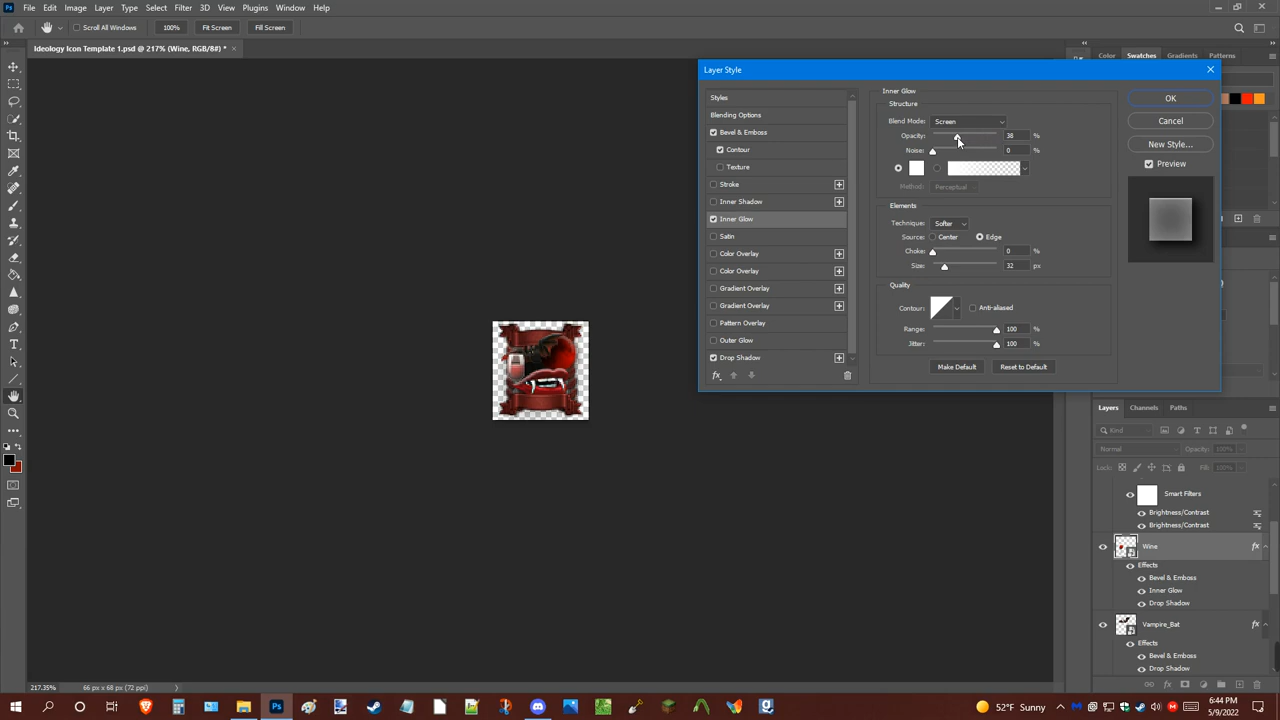 File Edit Image Layer Type Select Filter 3D View Plugins Window Help
Scroll All Windows 100% Fit Screen Fill Screen
Ideology Icon Template 1.psd @ 217% (Wine, RGB/8#) *
Color Swatches Gradients Patterns
Layer Style
Styles
Blending Options
Bevel & Emboss
Contour
Texture
Stroke
Inner Shadow
Inner Glow
Satin
Color Overlay
Color Overlay
Gradient Overlay
Gradient Overlay
Pattern Overlay
Outer Glow
Drop Shadow
Inner Glow
Structure
Blend Mode: Screen
Opacity: 38 %
Noise: 0 %
Method: Perceptual
Elements
Technique: Softer
Source: Center Edge
Choke: 0 %
Size: 32 px
Quality
Contour: Anti-aliased
Range: 100 %
Jitter: 100 %
Make Default Reset to Default
OK
Cancel
New Style...
Preview
Layers Channels Paths
Kind
Normal Opacity: 100%
Lock: Fill: 100%
Smart Filters
Brightness/Contrast
Brightness/Contrast
Wine fx
Effects
Bevel & Emboss
Inner Glow
Drop Shadow
Vampire_Bat fx
Effects
Bevel & Emboss
Drop Shadow
217.35% 66 px x 68 px (72 ppi)
52°F Sunny
6:44 PM
5/9/2022